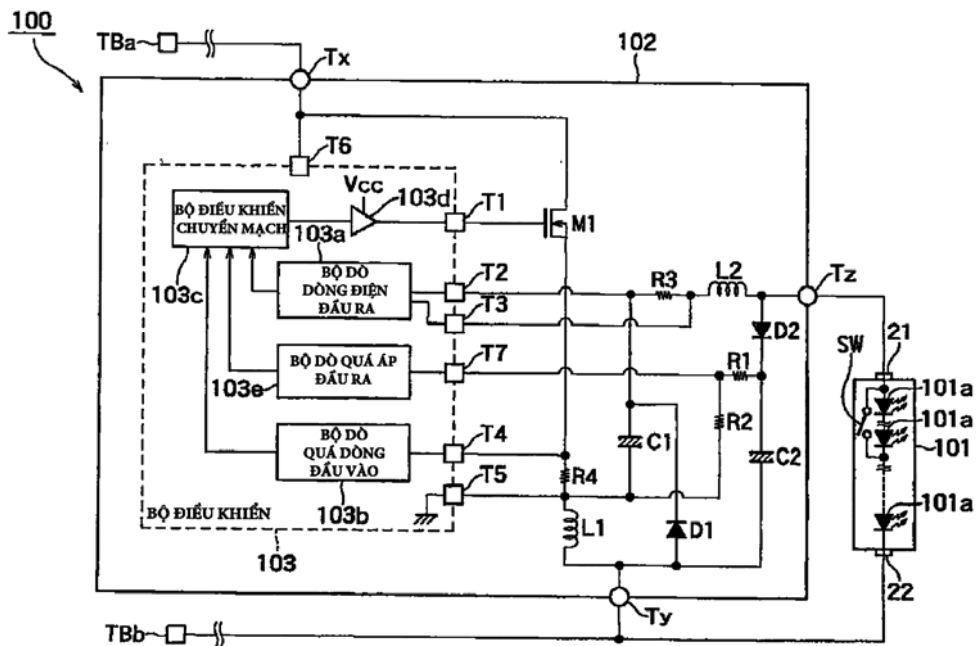 100
TBa
Tx
102
T6
Vcc
103d
T1
BỘ ĐIỀU KHIỂN
CHUYỂN MẠCH
103a
M1
103c
BỘ DÒ
DÒNG ĐIỆN
ĐẦU RA
T2
R3
L2
Tz
T3
D2
21
SW
BỘ DÒ QUÁ ÁP
ĐẦU RA
T7
R1
101a
103e
R2
101a
101
BỘ DÒ
QUÁ DÒNG
ĐẦU VÀO
T4
C1
C2
R4
T5
101a
BỘ ĐIỀU KHIỂN
103b
L1
D1
103
22
Ty
TBb